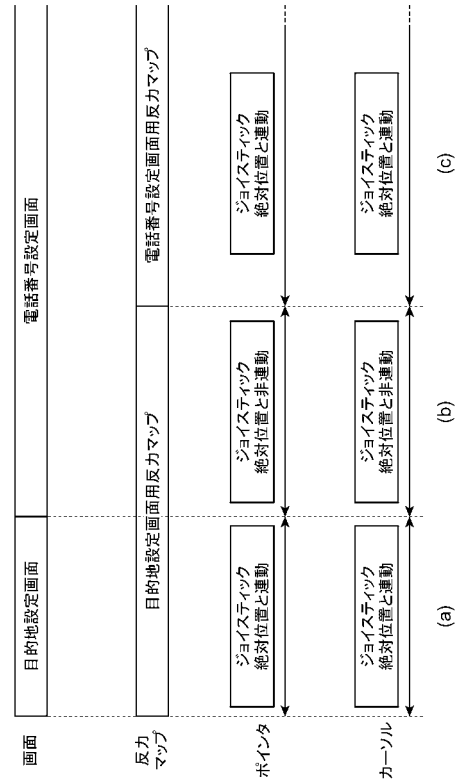 画面
目的地設定画面
電話番号設定画面
反力
マップ
目的地設定画面用反力マップ
電話番号設定画面用反力マップ
ポインタ
ジョイスティック
絶対位置と連動
ジョイスティック
絶対位置と非連動
ジョイスティック
絶対位置と連動
カーソル
ジョイスティック
絶対位置と連動
ジョイスティック
絶対位置と非連動
ジョイスティック
絶対位置と連動
(a)
(b)
(c)